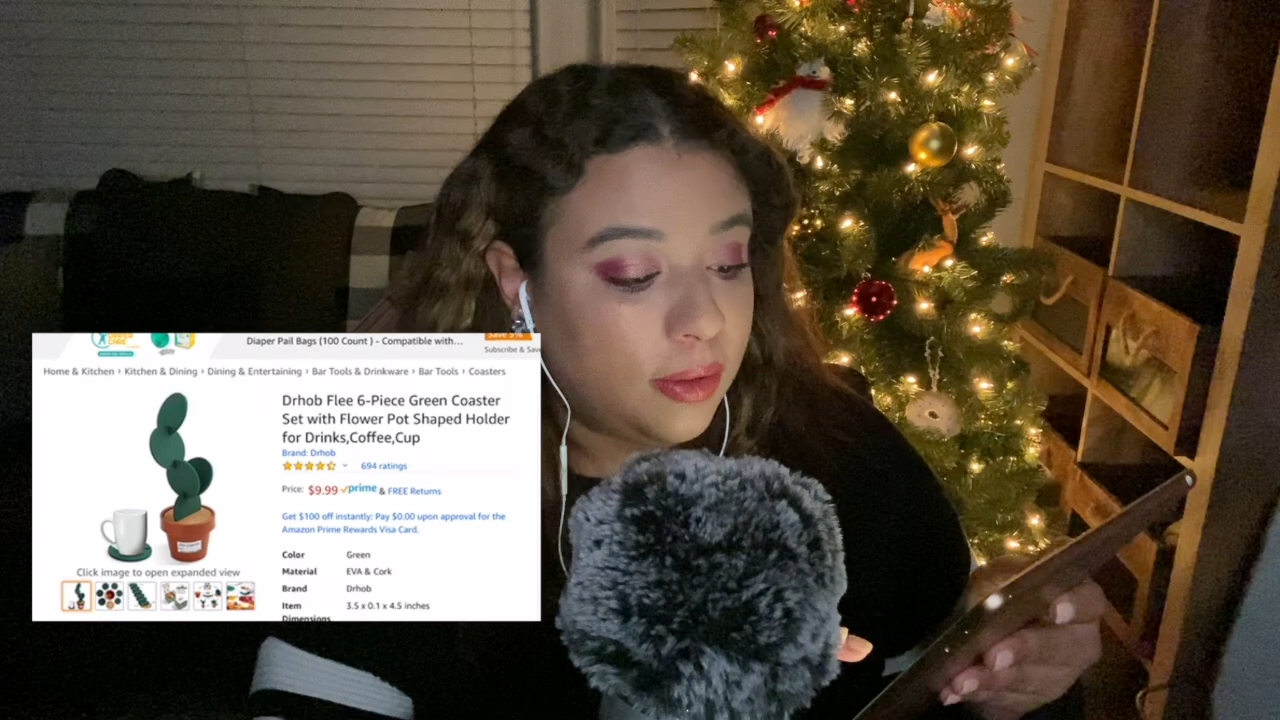 Diaper Pail Bags (100 Count ) - Compatible with...
Save 5%
Subscribe & Sav
Home & Kitchen › Kitchen & Dining › Dining & Entertaining › Bar Tools & Drinkware › Bar Tools › Coasters
Drhob Flee 6-Piece Green Coaster
Set with Flower Pot Shaped Holder
for Drinks,Coffee,Cup
Brand: Drhob
694 ratings
Price: $9.99 prime & FREE Returns
Get $100 off instantly: Pay $0.00 upon approval for the
Amazon Prime Rewards Visa Card.
Color Green
Material EVA & Cork
Brand Drhob
Item 3.5 x 0.1 x 4.5 inches
Dimensions
Click image to open expanded view